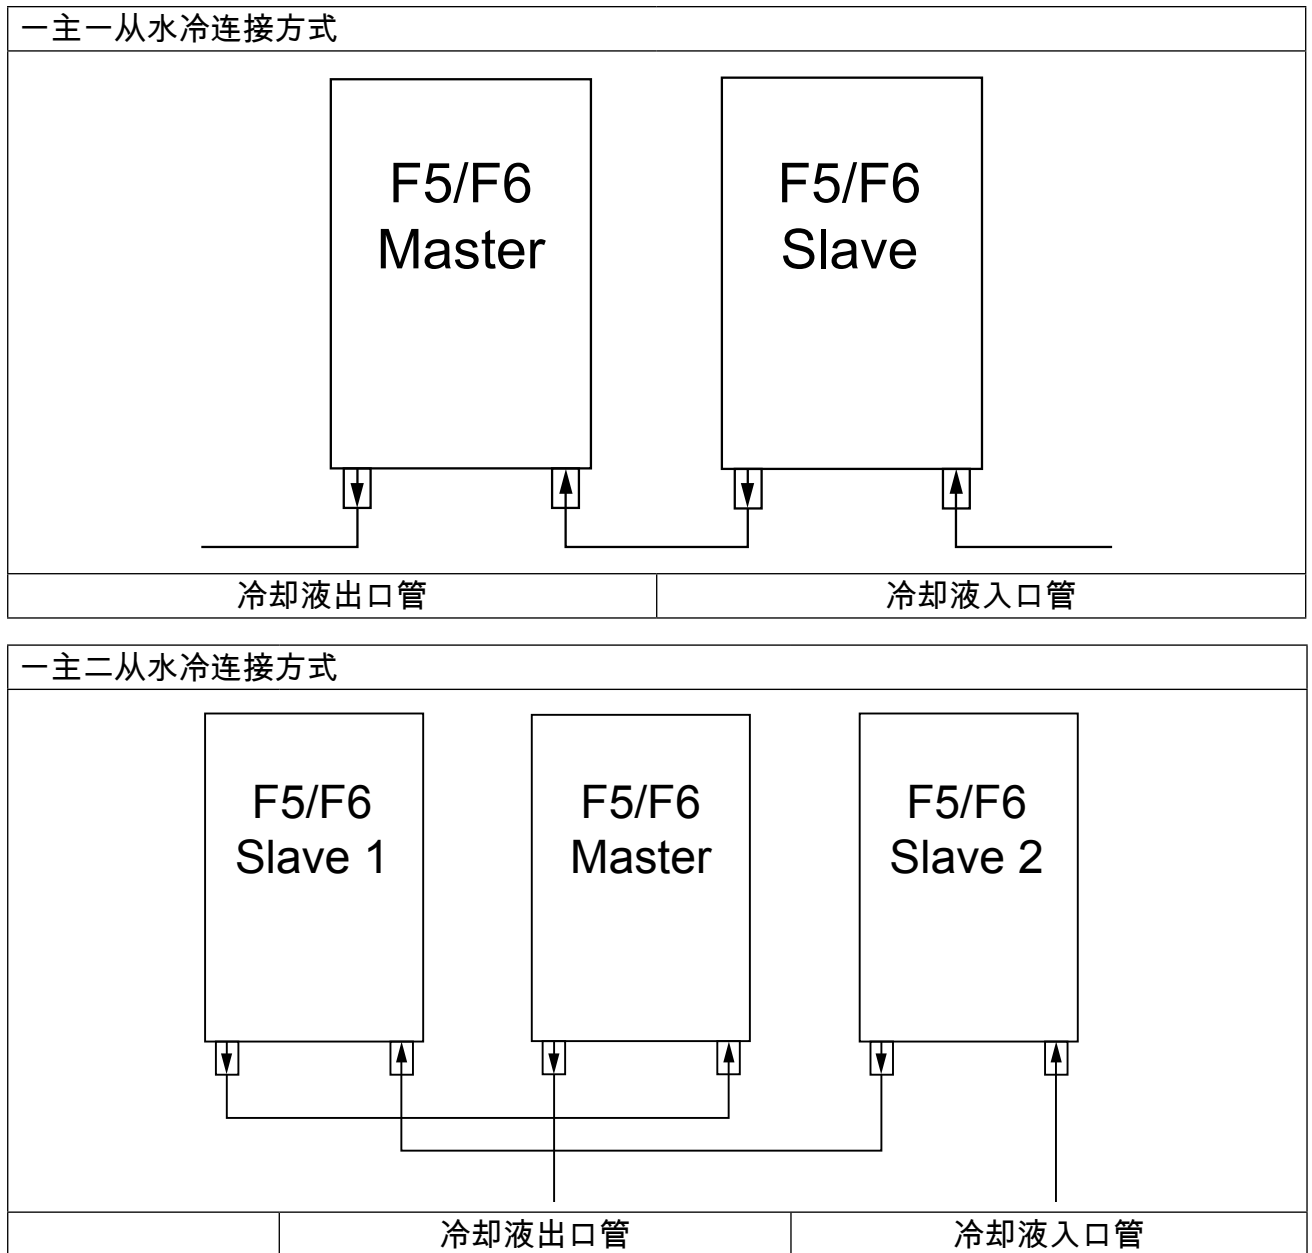 一主一从水冷连接方式
F5/F6
Master
F5/F6
Slave
冷却液出口管
冷却液入口管
一主二从水冷连接方式
F5/F6
Slave 1
F5/F6
Master
F5/F6
Slave 2
冷却液出口管
冷却液入口管